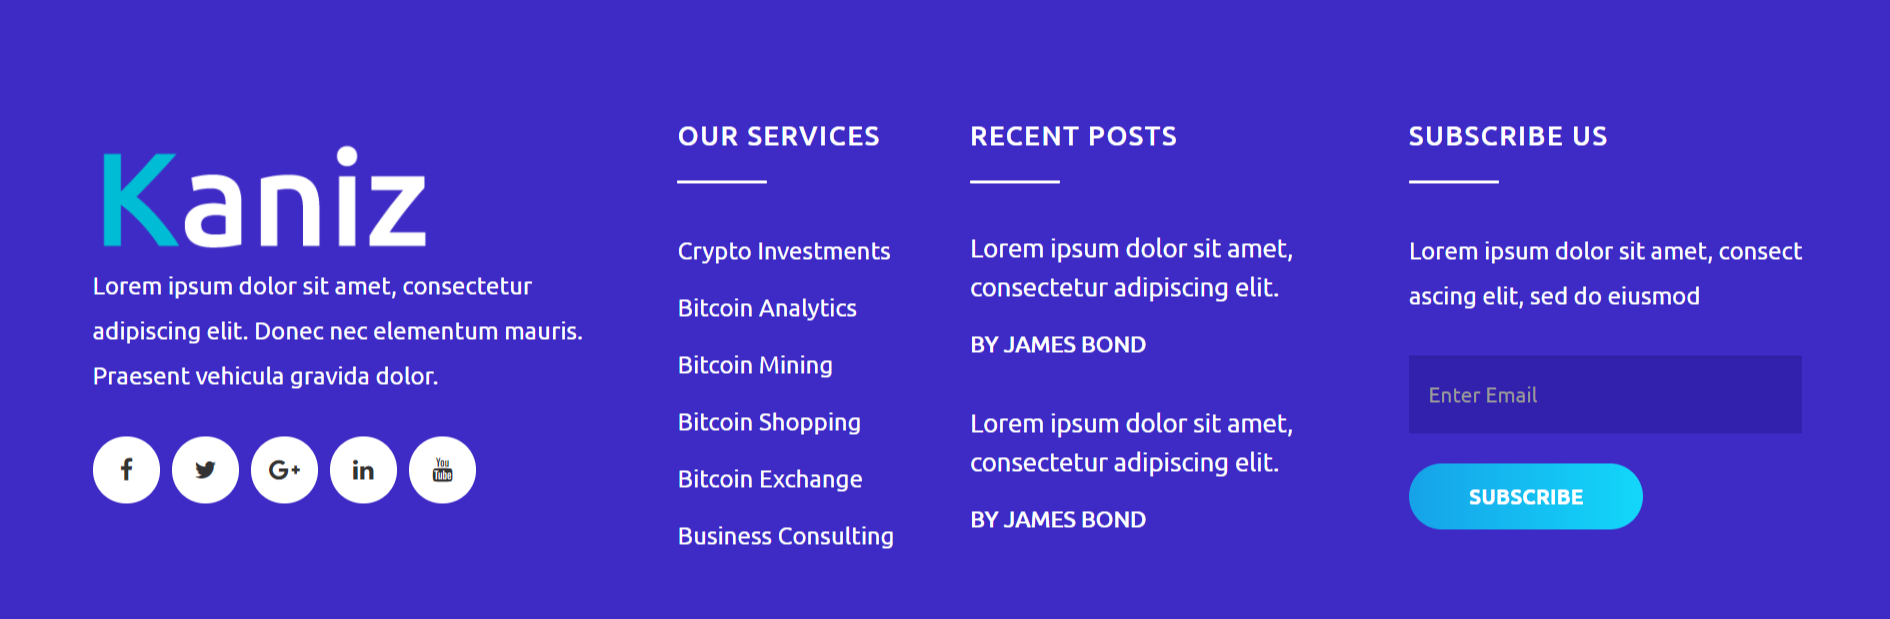 Kaniz
Lorem ipsum dolor sit amet, consectetur
adipiscing elit. Donec nec elementum mauris.
Praesent vehicula gravida dolor.
f
G+
in
You
Tube
OUR SERVICES
Crypto Investments
Bitcoin Analytics
Bitcoin Mining
Bitcoin Shopping
Bitcoin Exchange
Business Consulting
RECENT POSTS
Lorem ipsum dolor sit amet,
consectetur adipiscing elit.
BY JAMES BOND
Lorem ipsum dolor sit amet,
consectetur adipiscing elit.
BY JAMES BOND
SUBSCRIBE US
Lorem ipsum dolor sit amet, consect
ascing elit, sed do eiusmod
Enter Email
SUBSCRIBE